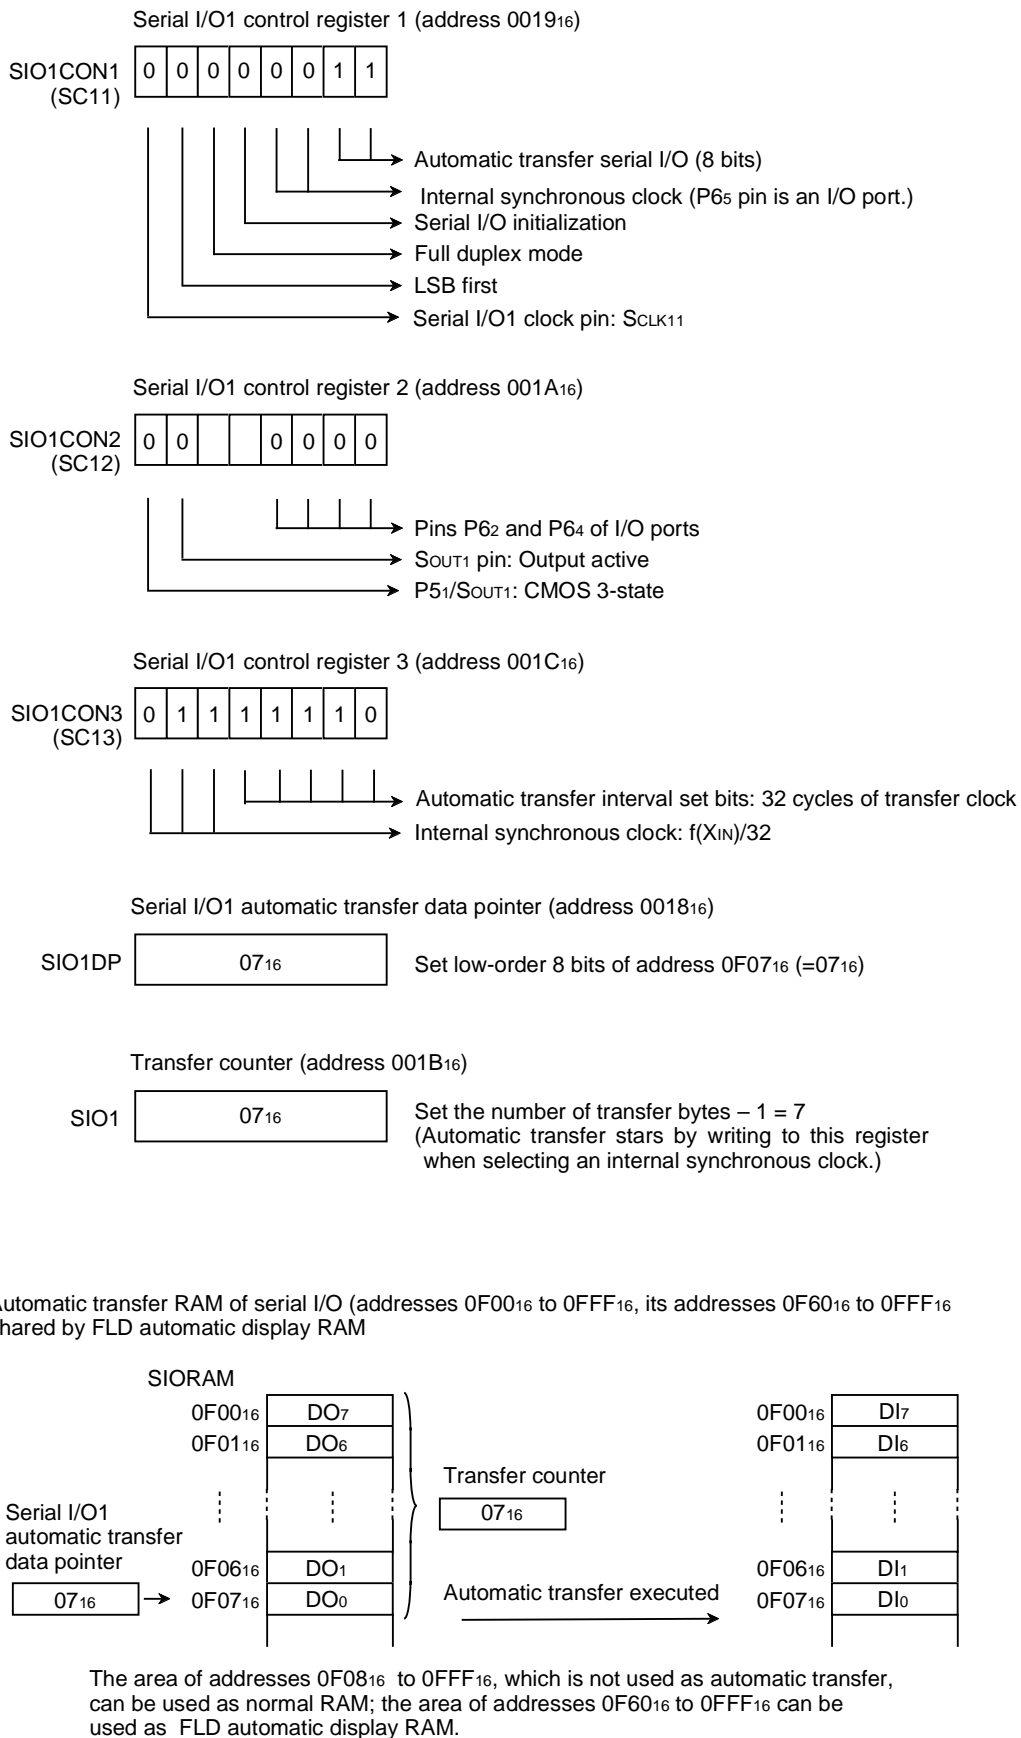 Serial I/O1 control register 1 (address 0019₁₆)
SIO1CON1 0 0 0 0 0 0 1 1
(SC11)
Automatic transfer serial I/O (8 bits)
Internal synchronous clock (P6₅ pin is an I/O port.)
Serial I/O initialization
Full duplex mode
LSB first
Serial I/O1 clock pin: SCLK11
Serial I/O1 control register 2 (address 001A₁₆)
SIO1CON2 0 0 0 0 0 0
(SC12)
Pins P6₂ and P6₄ of I/O ports
SOUT1 pin: Output active
P5₁/SOUT1: CMOS 3-state
Serial I/O1 control register 3 (address 001C₁₆)
SIO1CON3 0 1 1 1 1 1 1 0
(SC13)
Automatic transfer interval set bits: 32 cycles of transfer clock
Internal synchronous clock: f(XIN)/32
Serial I/O1 automatic transfer data pointer (address 0018₁₆)
SIO1DP 07₁₆ Set low-order 8 bits of address 0F07₁₆ (=07₁₆)
Transfer counter (address 001B₁₆)
SIO1 07₁₆ Set the number of transfer bytes – 1 = 7
(Automatic transfer stars by writing to this register
when selecting an internal synchronous clock.)
utomatic transfer RAM of serial I/O (addresses 0F00₁₆ to 0FFF₁₆, its addresses 0F60₁₆ to 0FFF₁₆
hared by FLD automatic display RAM
SIORAM
0F00₁₆ DO₇ 0F00₁₆ DI₇
0F01₁₆ DO₆ 0F01₁₆ DI₆
Transfer counter
07₁₆
Serial I/O1
automatic transfer
data pointer
0F06₁₆ DO₁ 0F06₁₆ DI₁
07₁₆ 0F07₁₆ DO₀ Automatic transfer executed 0F07₁₆ DI₀
The area of addresses 0F08₁₆ to 0FFF₁₆, which is not used as automatic transfer,
can be used as normal RAM; the area of addresses 0F60₁₆ to 0FFF₁₆ can be
used as FLD automatic display RAM.